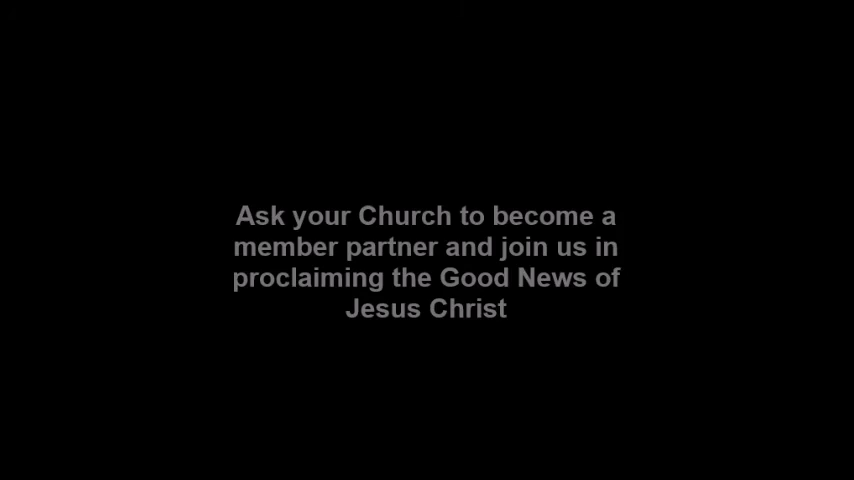 Ask your Church to become a
member partner and join us in
proclaiming the Good News of
Jesus Christ